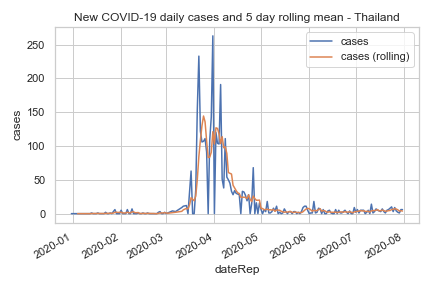 New COVID-19 daily cases and 5 day rolling mean - Thailand
cases
cases (rolling)
250
200
150
100
50
0
cases
2020-01
2020-02
2020-03
2020-04
2020-05
2020-06
2020-07
2020-08
dateRep